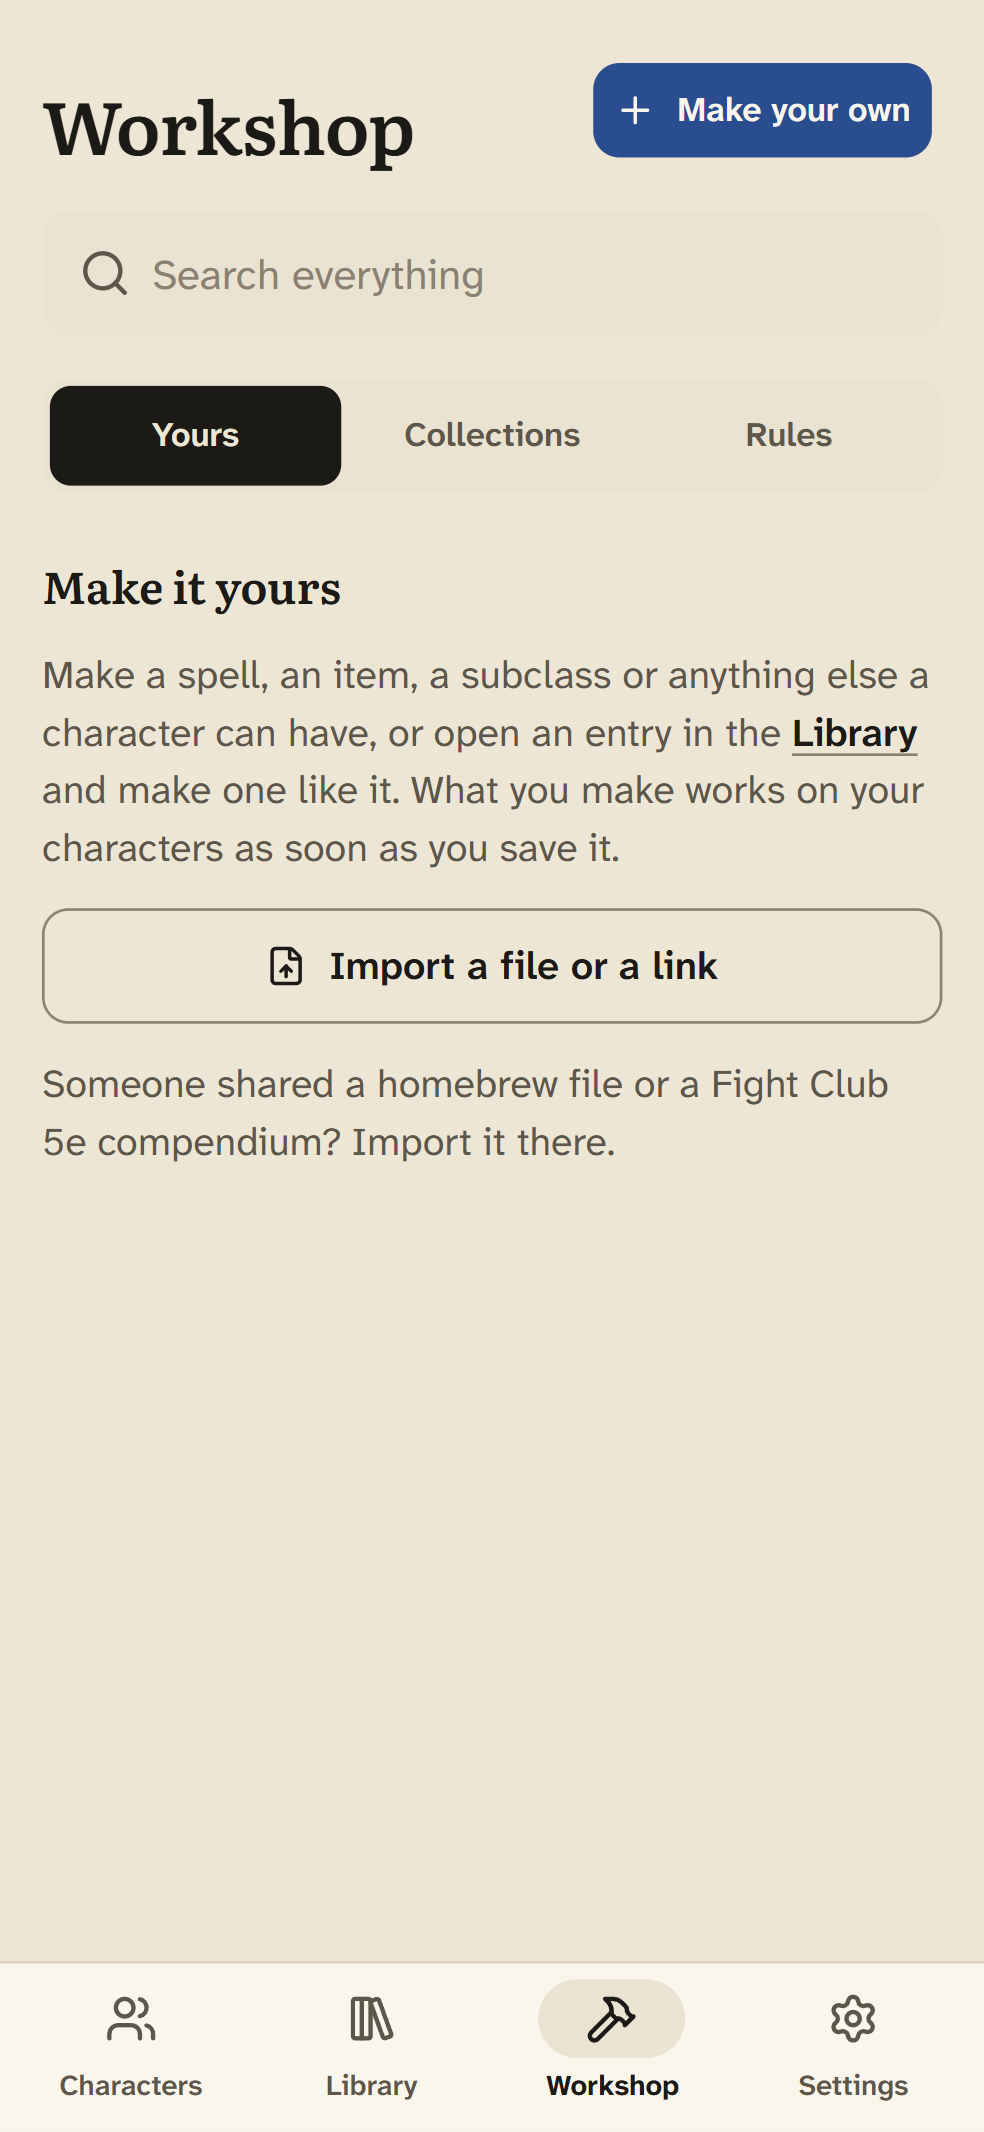 Workshop
Make your own
Search everything
Yours
Collections
Rules
Make it yours
Make a spell, an item, a subclass or anything else a
character can have, or open an entry in the Library
and make one like it. What you make works on your
characters as soon as you save it.
Import a file or a link
Someone shared a homebrew file or a Fight Club
5e compendium? Import it there.
Characters
Library
Workshop
Settings